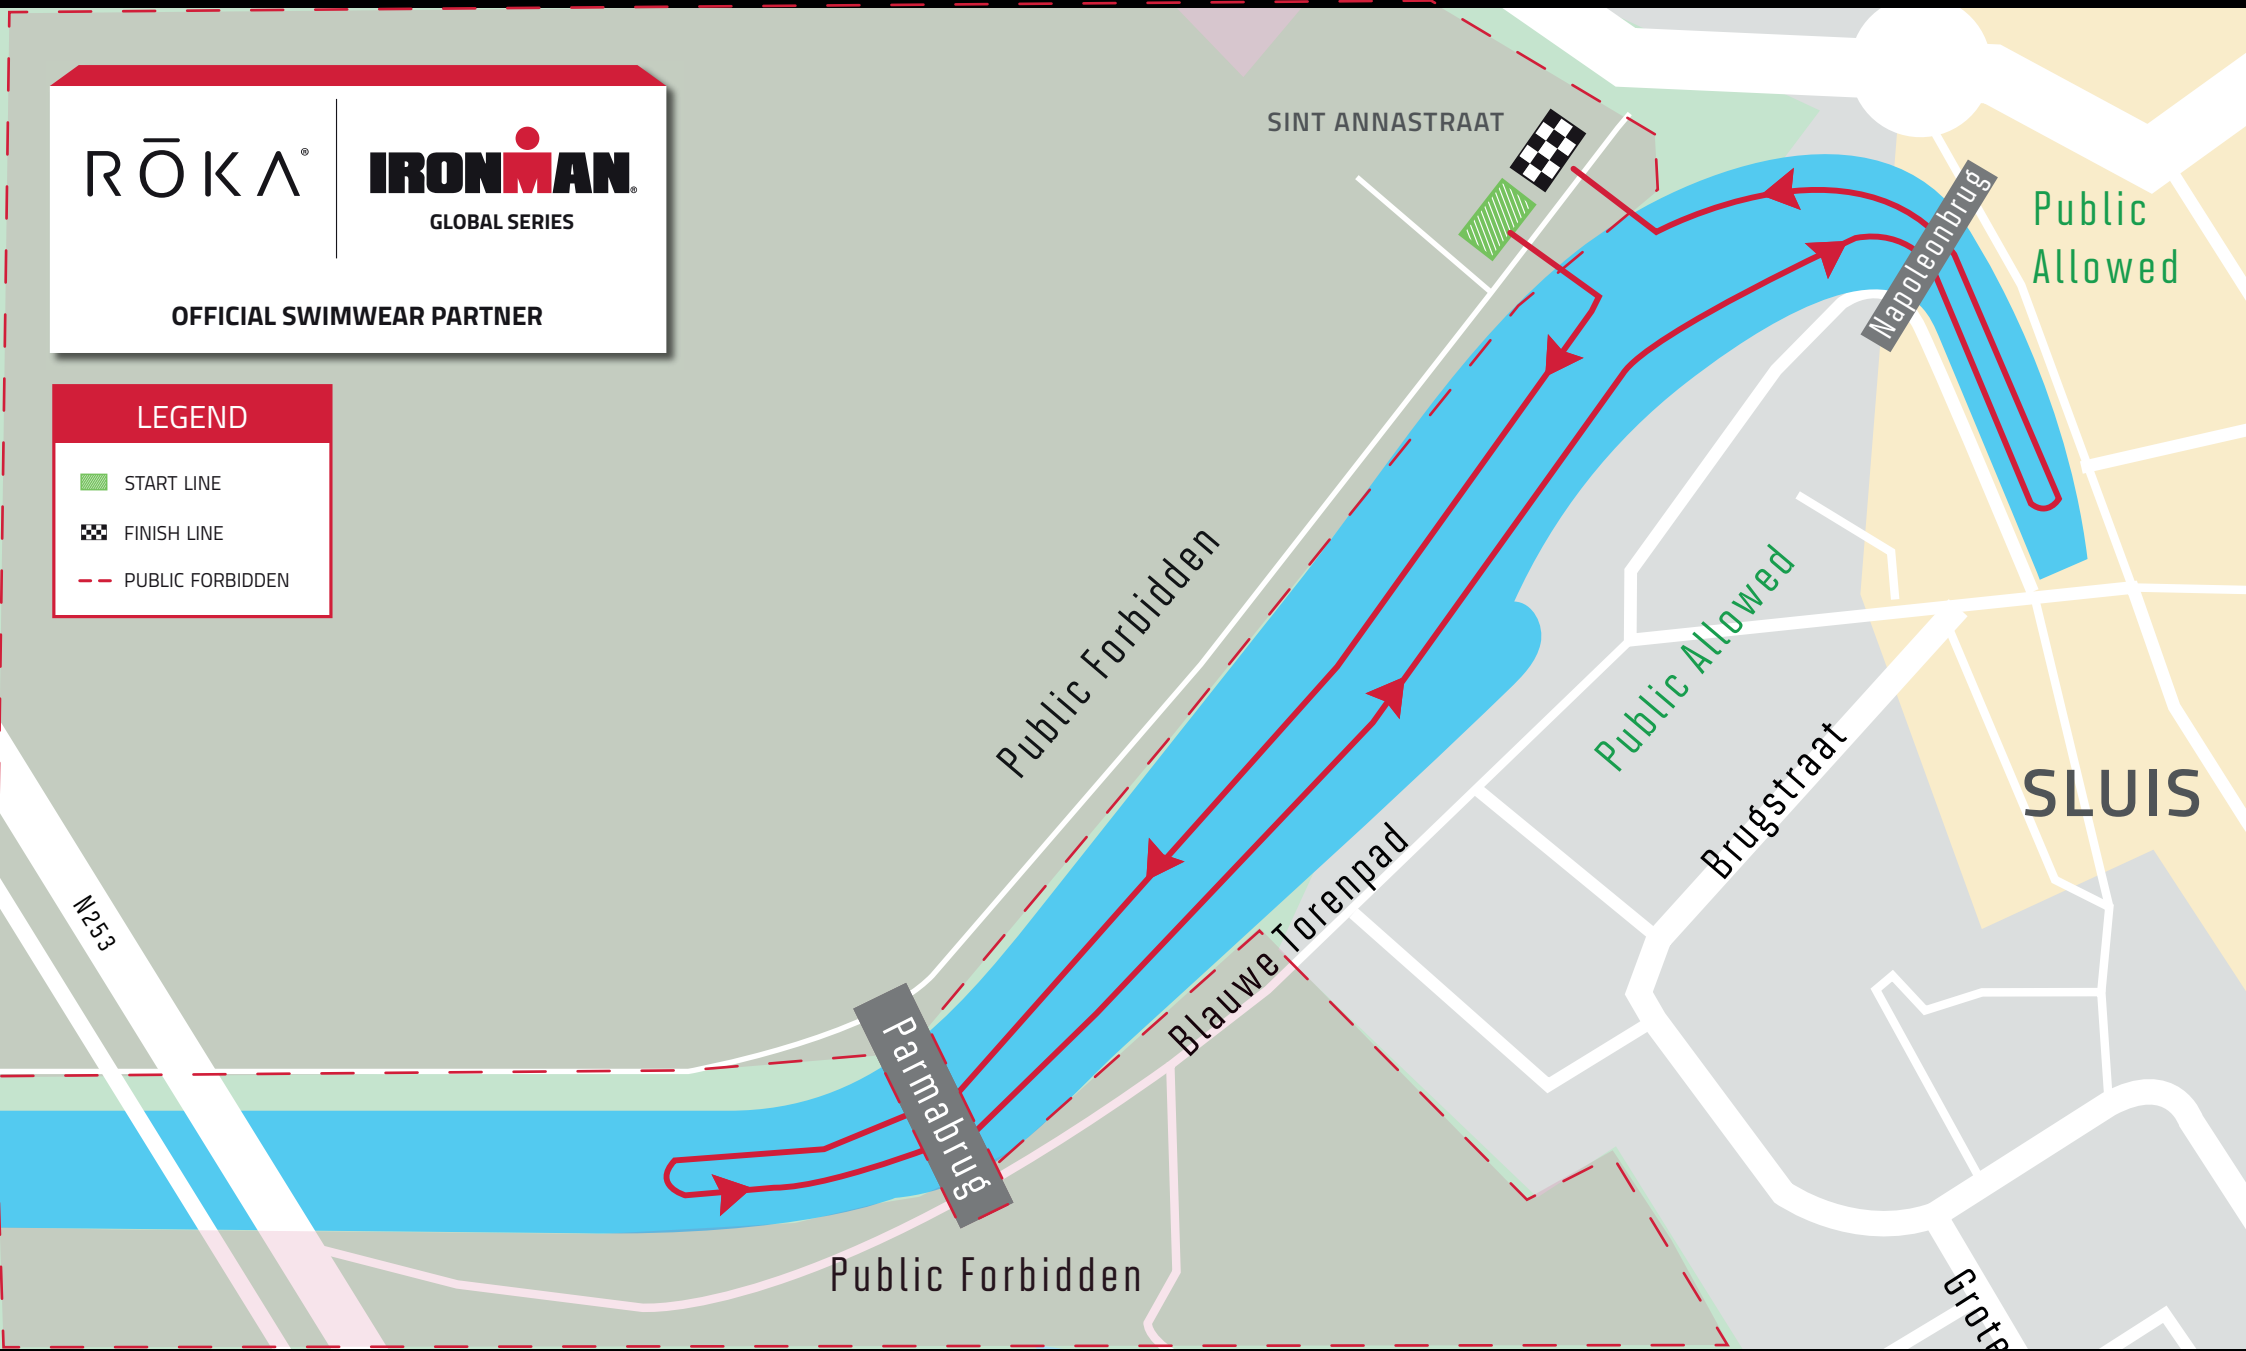 RŌKA®
IRONMAN®
GLOBAL SERIES
OFFICIAL SWIMWEAR PARTNER
LEGEND
START LINE
FINISH LINE
PUBLIC FORBIDDEN
SINT ANNASTRAAT
Napoleonbrug
Public
Allowed
Public Forbidden
Public Allowed
Brugstraat
SLUIS
Blauwe Torenpad
N253
Parmabrug
Public Forbidden
Grote